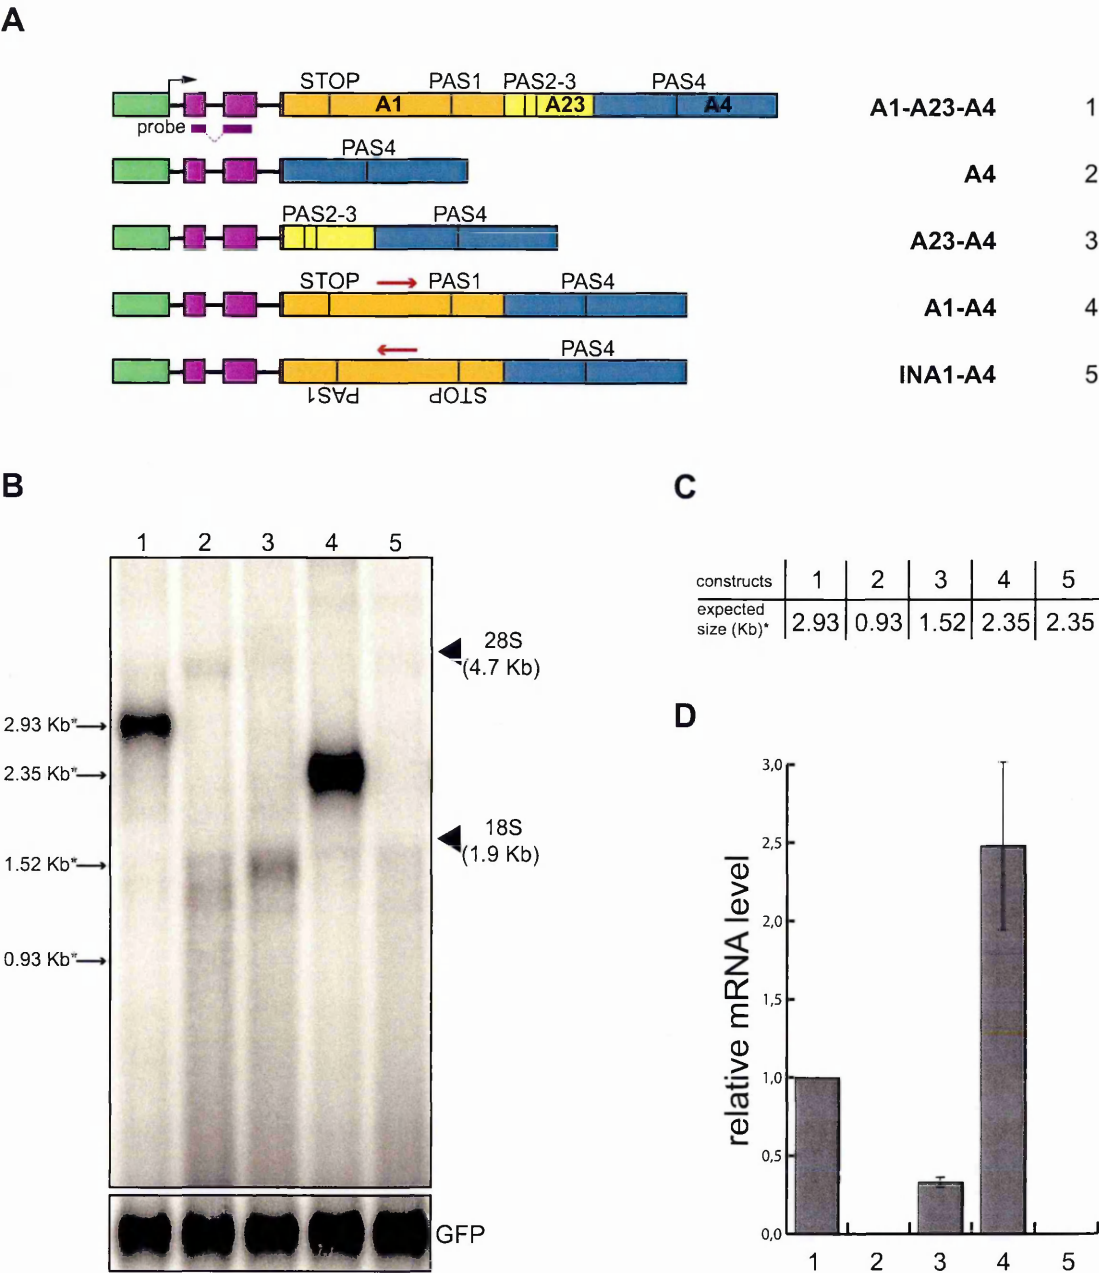 A
STOP PAS1 PAS2-3 PAS4
A1 A23 A4 A1-A23-A4 1
probe
PAS4
A4 2
PAS2-3 PAS4
A23-A4 3
STOP PAS1 PAS4
A1-A4 4
PAS4
INA1-A4 5
PAS1 STOP
B
1 2 3 4 5
28S
(4.7 Kb)
2.93 Kb*
2.35 Kb*
18S
(1.9 Kb)
1.52 Kb*
0.93 Kb*
GFP
C
constructs 1 2 3 4 5
expected
size (Kb)* 2.93 0.93 1.52 2.35 2.35
D
relative mRNA level
3,0
2,5
2,0
1,5
1,0
0,5
0,0
1 2 3 4 5